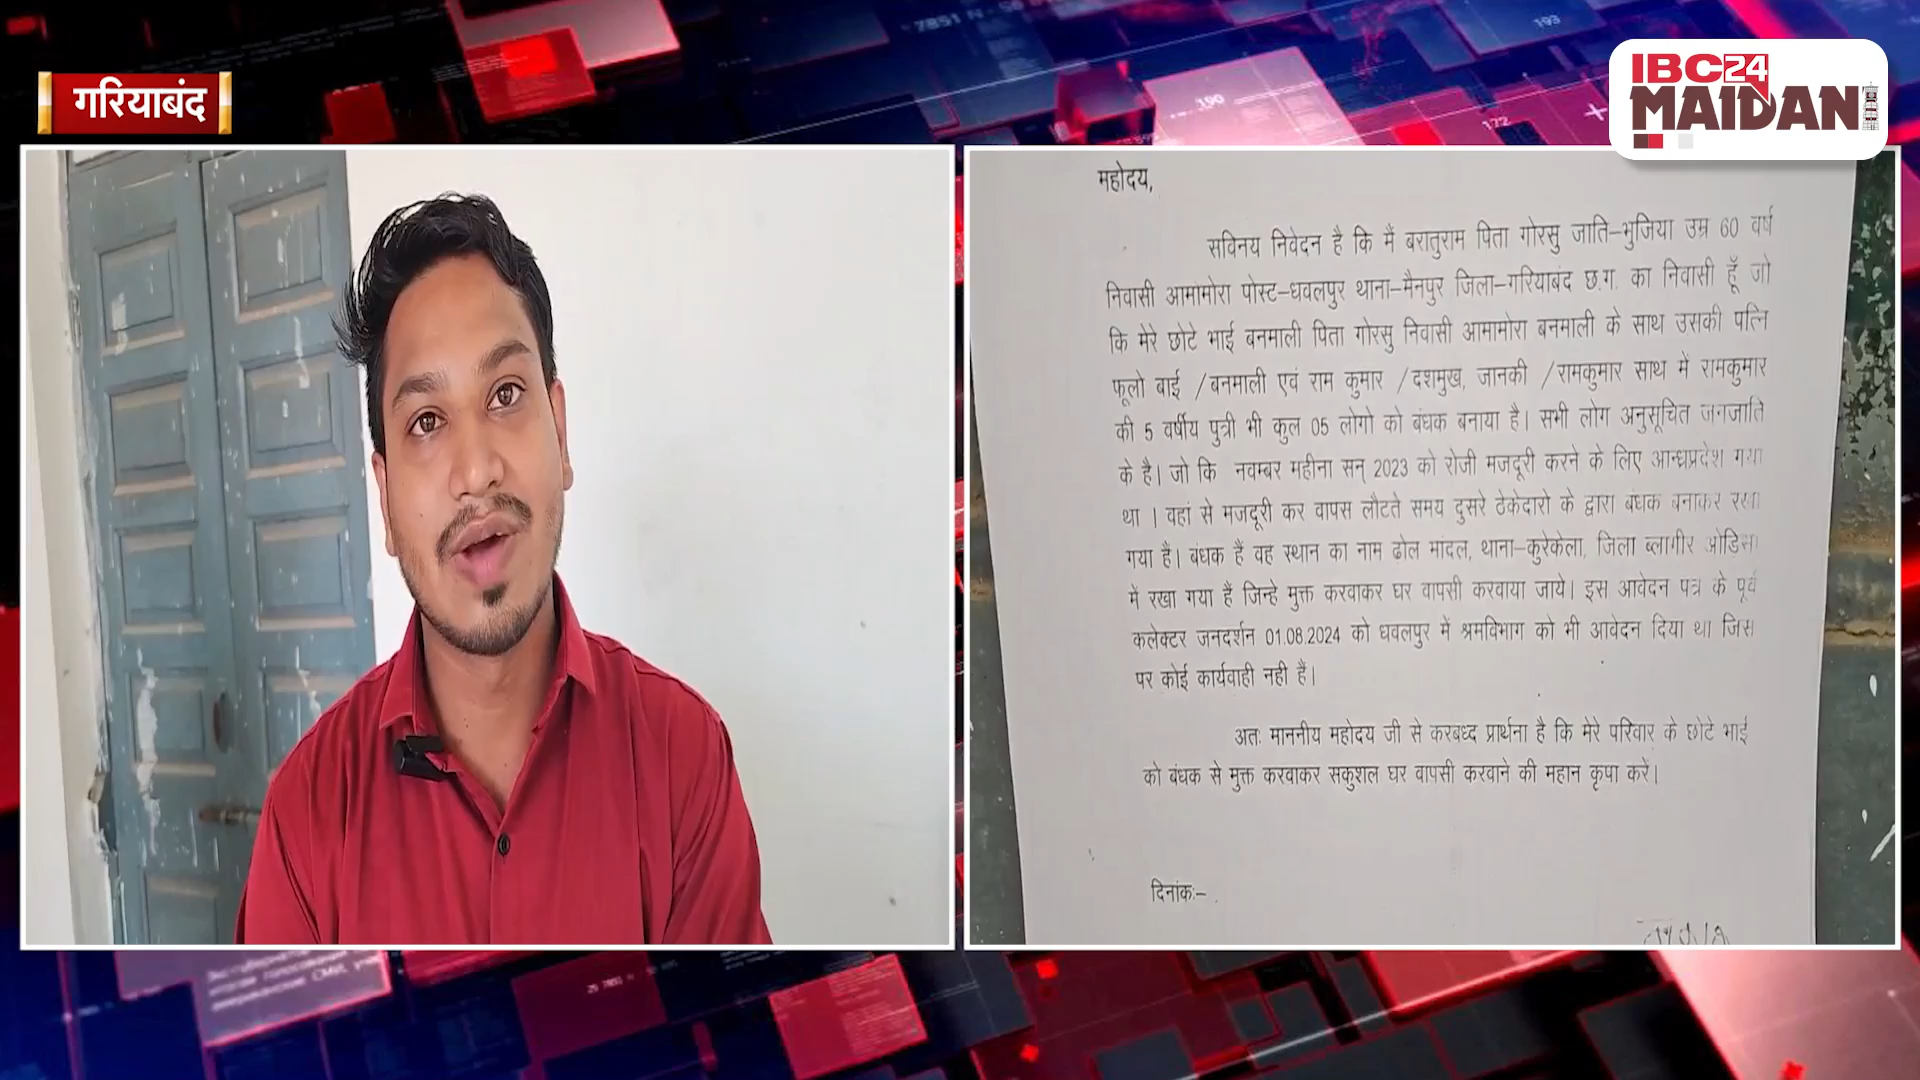 गरियाबंद
IBC24
MAIDAN
महोदय,
सविनय निवेदन है कि मैं बरातुराम पिता गोरसु जाति–भुजिया उम्र 60 वर्ष
निवासी आमामोरा पोस्ट–धवलपुर थाना–मैनपुर जिला–गरियाबंद छ.ग. का निवासी हूँ जो
कि मेरे छोटे भाई बनमाली पिता गोरसु निवासी आमामोरा बनमाली के साथ उसकी पत्नि
फूलो बाई /बनमाली एवं राम कुमार /दशमुख, जानकी /रामकुमार साथ में रामकुमार
की 5 वर्षीय पुत्री भी कुल 05 लोगो को बंधक बनाया है। सभी लोग अनुसूचित जनजाति
के है। जो कि नवम्बर महीना सन् 2023 को रोजी मजदूरी करने के लिए आन्ध्रप्रदेश गया
था । वहां से मजदूरी कर वापस लौटते समय दुसरे ठेकेदारो के द्वारा बंधक बनाकर रखा
गया है। बंधक हैं वह स्थान का नाम ढोल मांदल, थाना–कुरेकेला, जिला ब्लागीर ओडिसा
में रखा गया हैं जिन्हे मुक्त करवाकर घर वापसी करवाया जाये। इस आवेदन पत्र के पूर्व
कलेक्टर जनदर्शन 01.08.2024 को धवलपुर में श्रमविभाग को भी आवेदन दिया था जिस
पर कोई कार्यवाही नही हैं।
अतः माननीय महोदय जी से करबध्द प्रार्थना है कि मेरे परिवार के छोटे भाई
को बंधक से मुक्त करवाकर सकुशल घर वापसी करवाने की महान कृपा करें।
दिनांक:–